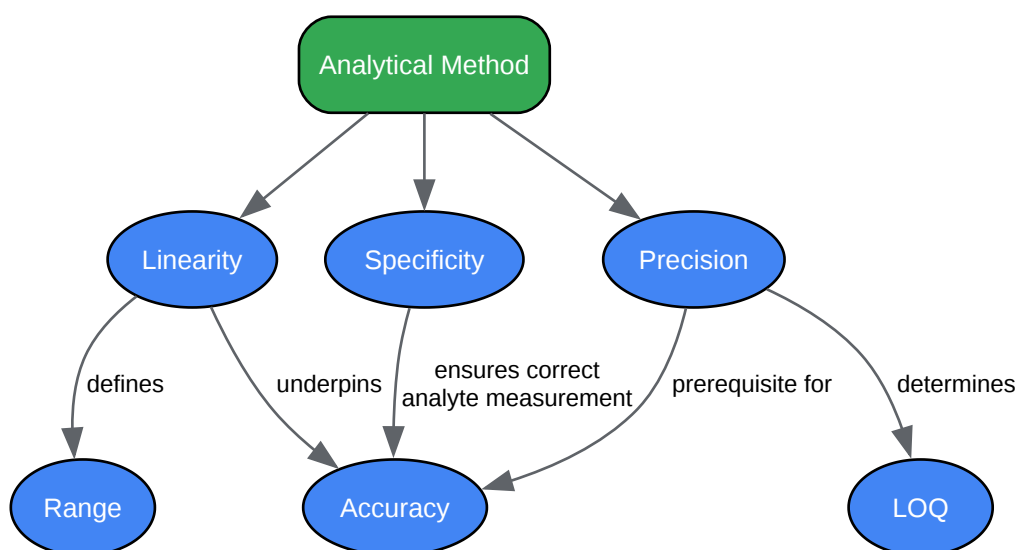 Analytical Method
Linearity
Specificity
Precision
defines
underpins
ensures correct
analyte measurement
prerequisite for
determines
Range
Accuracy
LOQ